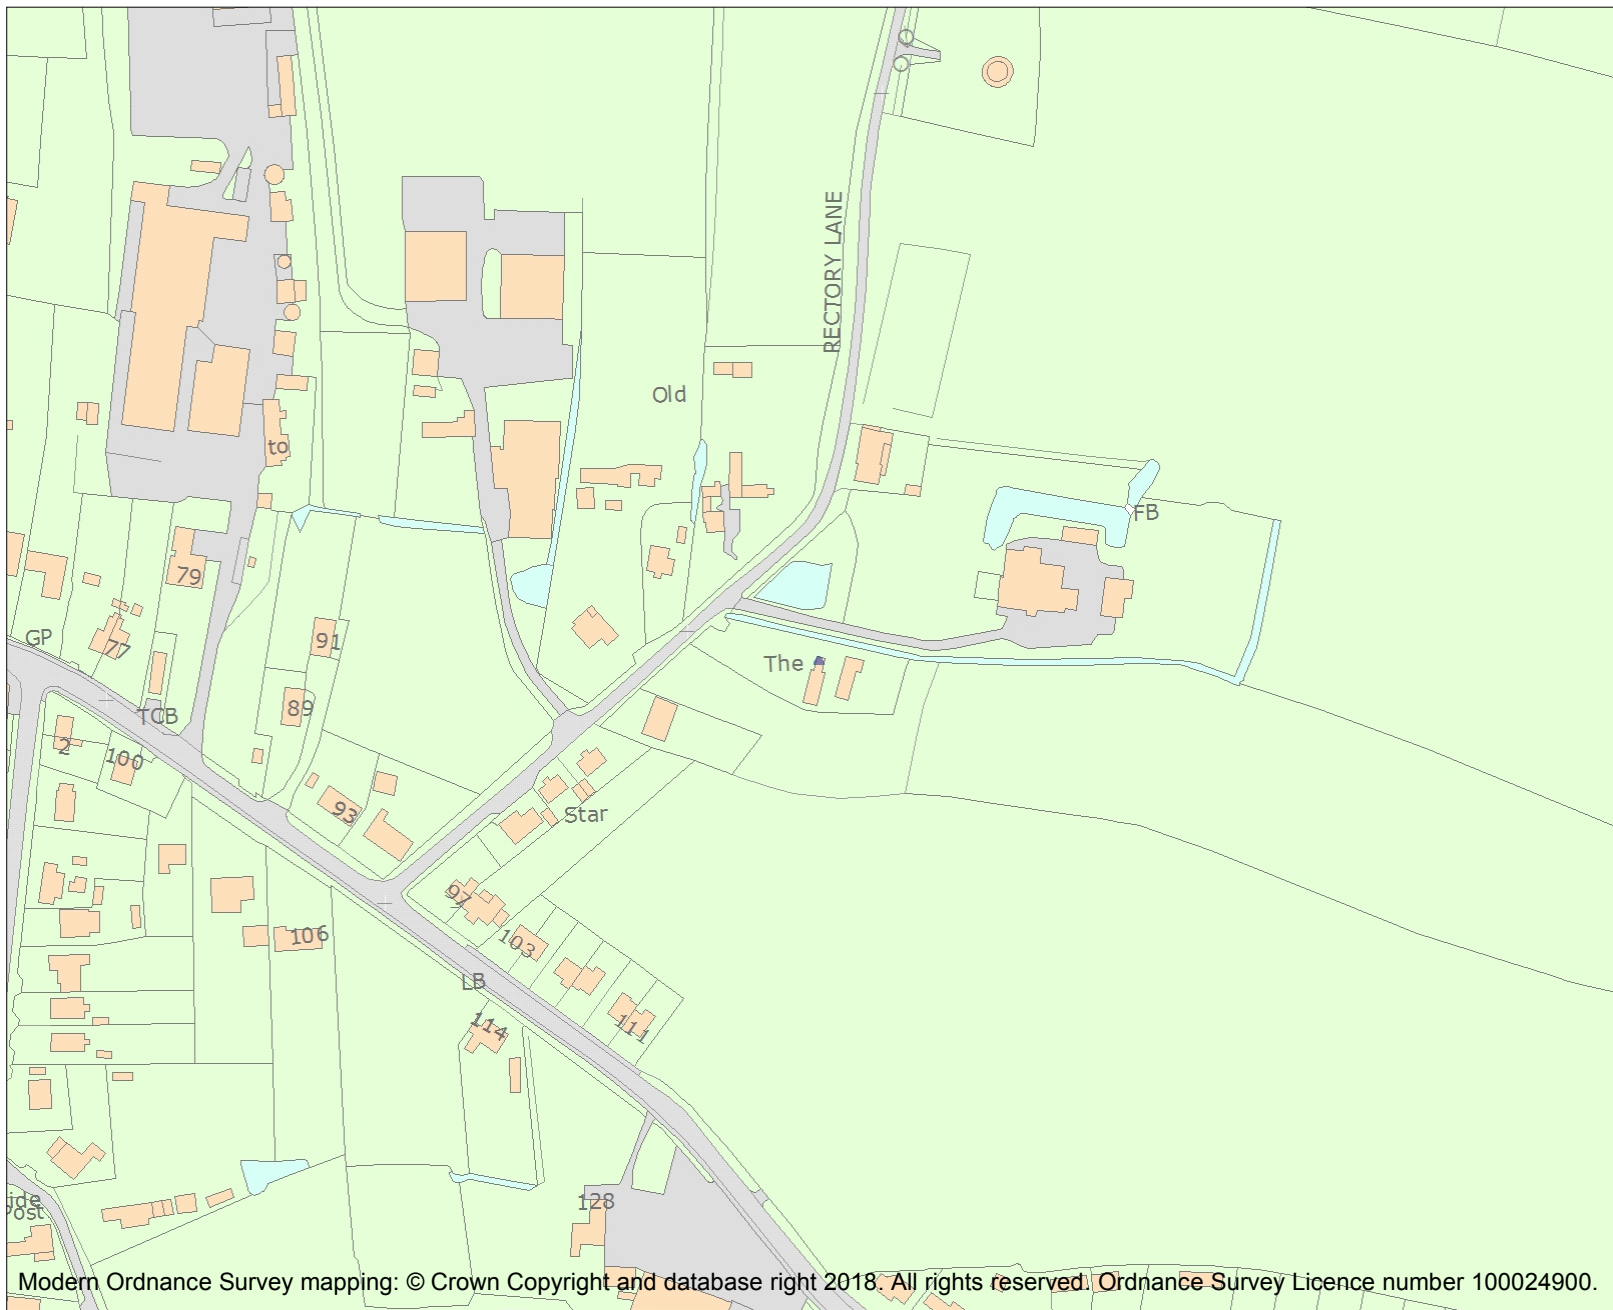 RECTORY LANE
Old
to
FB
79
91
GP
77
The
89
TCB
2
100
93
Star
97
103
106
LB
114
111
128
Modern Ordnance Survey mapping: © Crown Copyright and database right 2018. All rights reserved. Ordnance Survey Licence number 100024900.